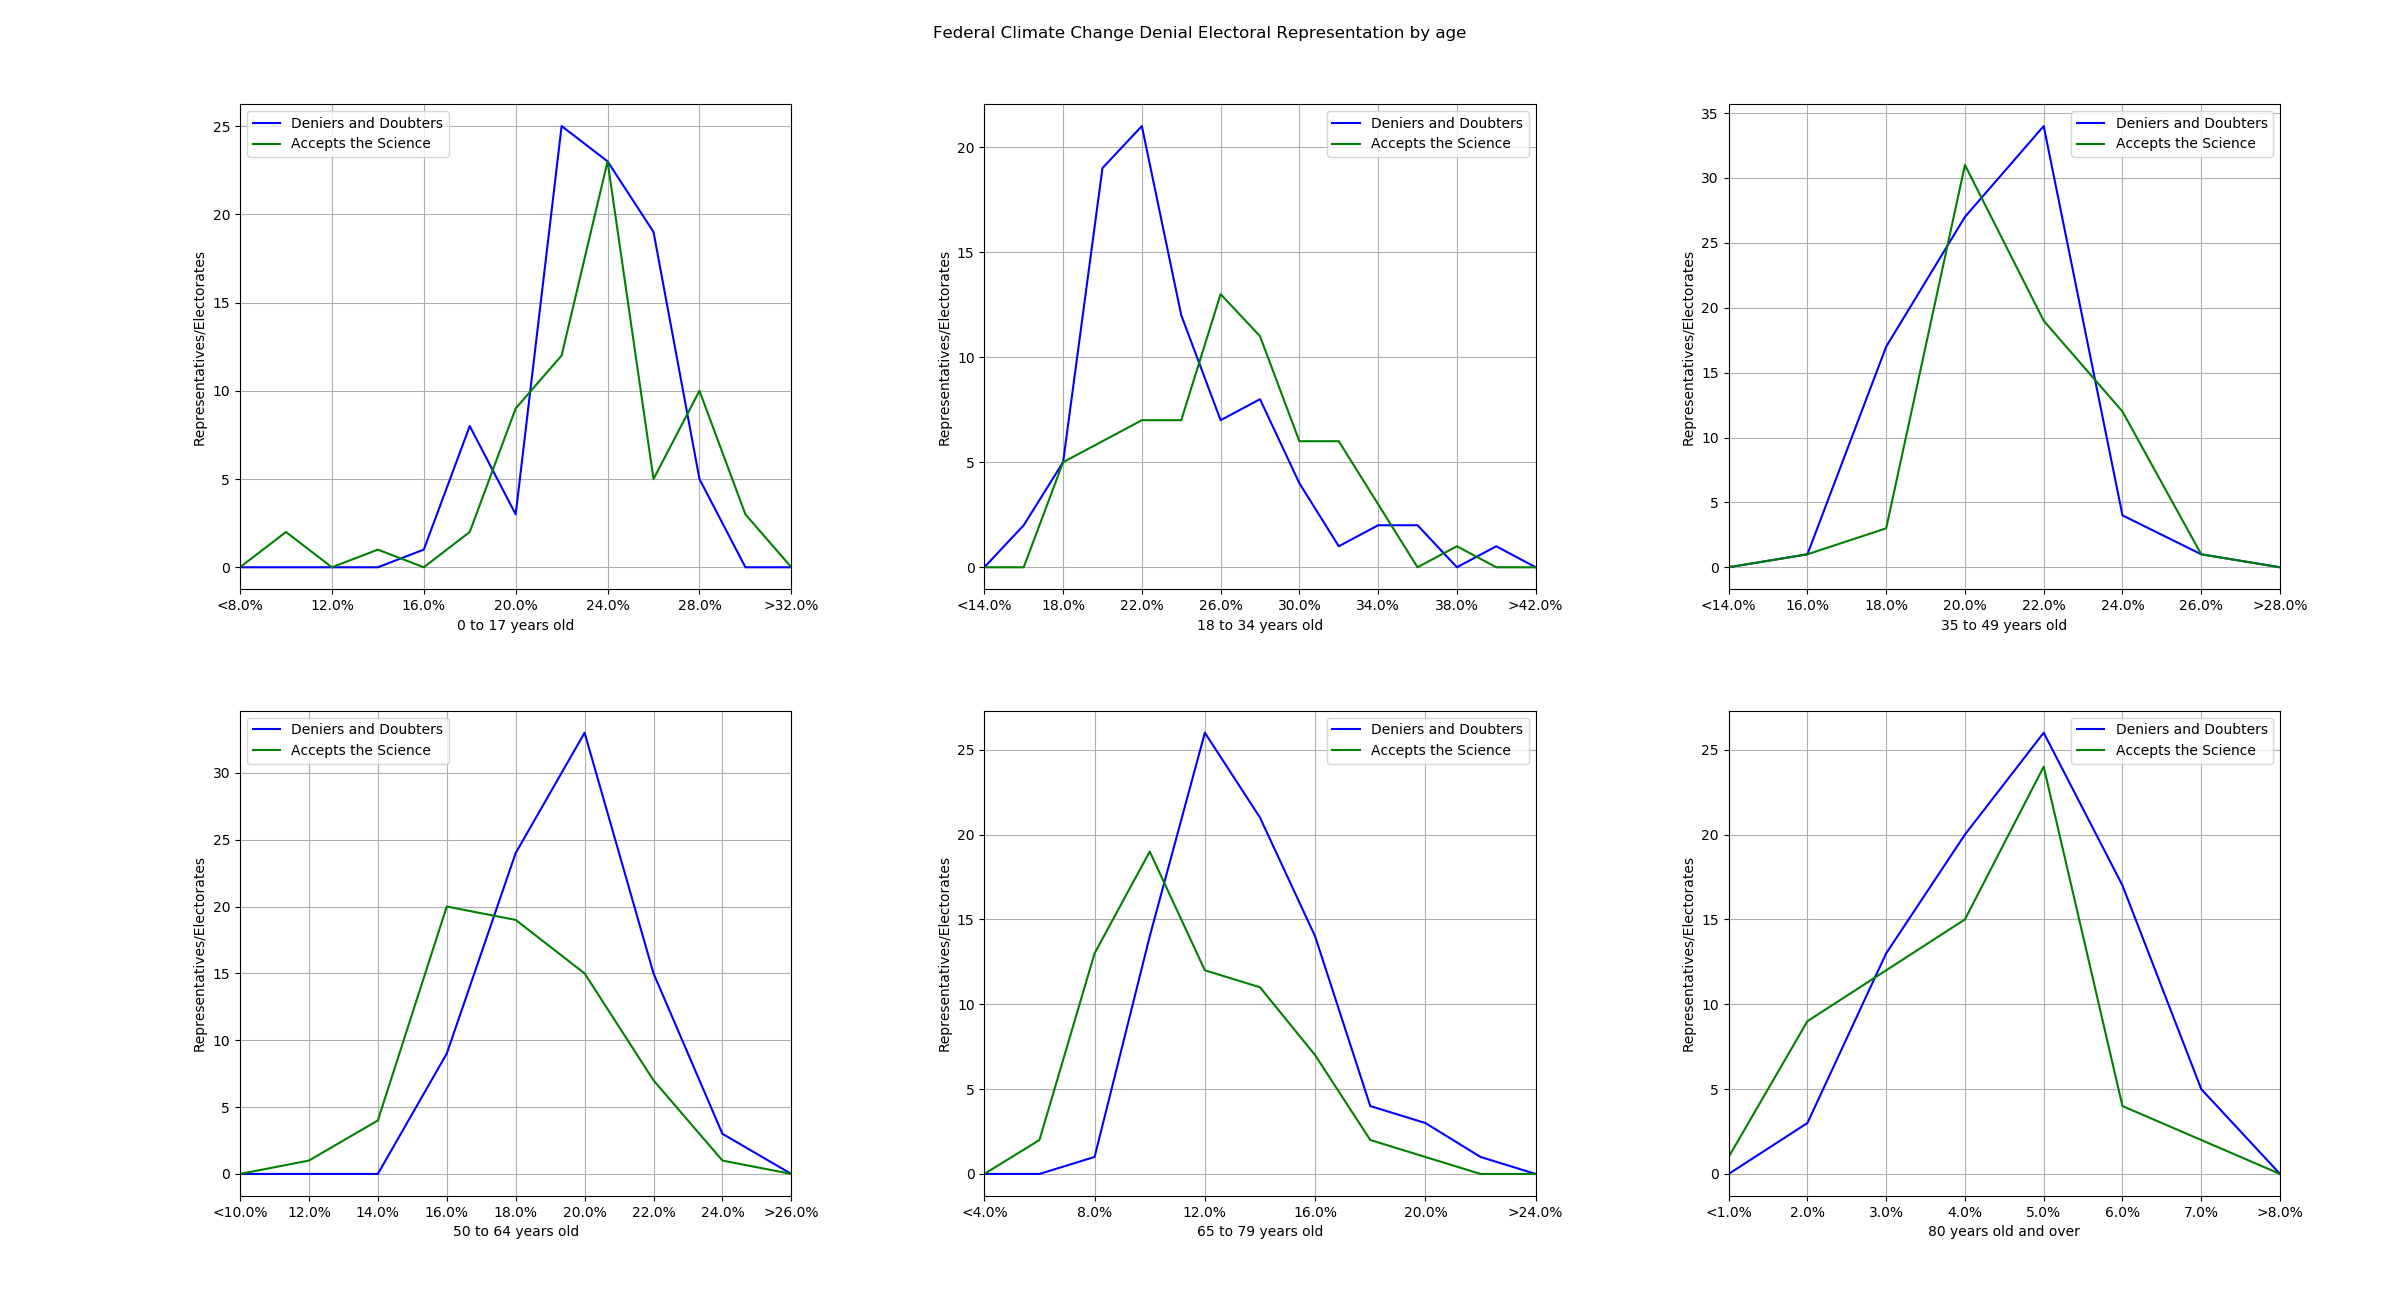 Federal Climate Change Denial Electoral Representation by age
Deniers and Doubters
Accepts the Science
25
20
15
10
5
0
Representatives/Electorates
<8.0% 12.0% 16.0% 20.0% 24.0% 28.0% >32.0%
0 to 17 years old
Deniers and Doubters
Accepts the Science
20
15
10
5
0
Representatives/Electorates
<14.0% 18.0% 22.0% 26.0% 30.0% 34.0% 38.0% >42.0%
18 to 34 years old
Deniers and Doubters
Accepts the Science
35
30
25
20
15
10
5
0
Representatives/Electorates
<14.0% 16.0% 18.0% 20.0% 22.0% 24.0% 26.0% >28.0%
35 to 49 years old
Deniers and Doubters
Accepts the Science
30
25
20
15
10
5
0
Representatives/Electorates
<10.0% 12.0% 14.0% 16.0% 18.0% 20.0% 22.0% 24.0% >26.0%
50 to 64 years old
Deniers and Doubters
Accepts the Science
25
20
15
10
5
0
Representatives/Electorates
<4.0% 8.0% 12.0% 16.0% 20.0% >24.0%
65 to 79 years old
Deniers and Doubters
Accepts the Science
25
20
15
10
5
0
Representatives/Electorates
<1.0% 2.0% 3.0% 4.0% 5.0% 6.0% 7.0% >8.0%
80 years old and over